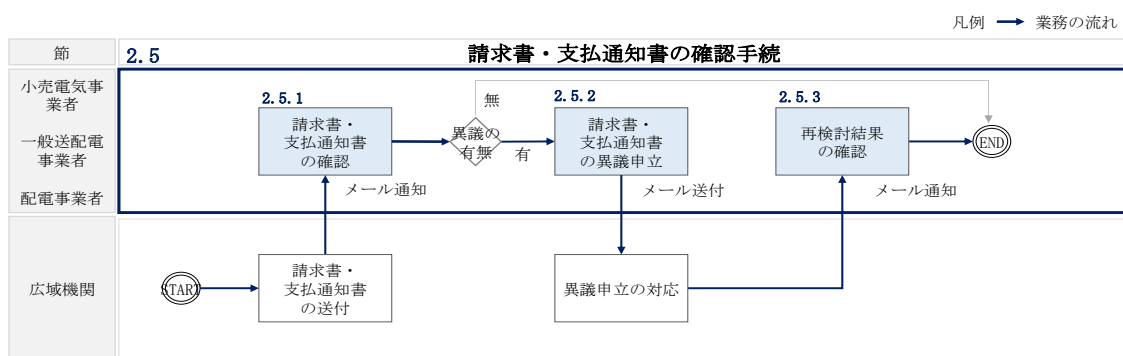 凡例 業務の流れ
節
2.5
請求書・支払通知書の確認手続
小売電気事
業者
一般送配電
事業者
配電事業者
2.5.1
請求書・
支払通知書
の確認
異議の
有無
無
有
2.5.2
請求書・
支払通知書
の異議申立
2.5.3
再検討結果
の確認
END
メール通知
メール送付
メール通知
広域機関
START
請求書・
支払通知書
の送付
異議申立の対応